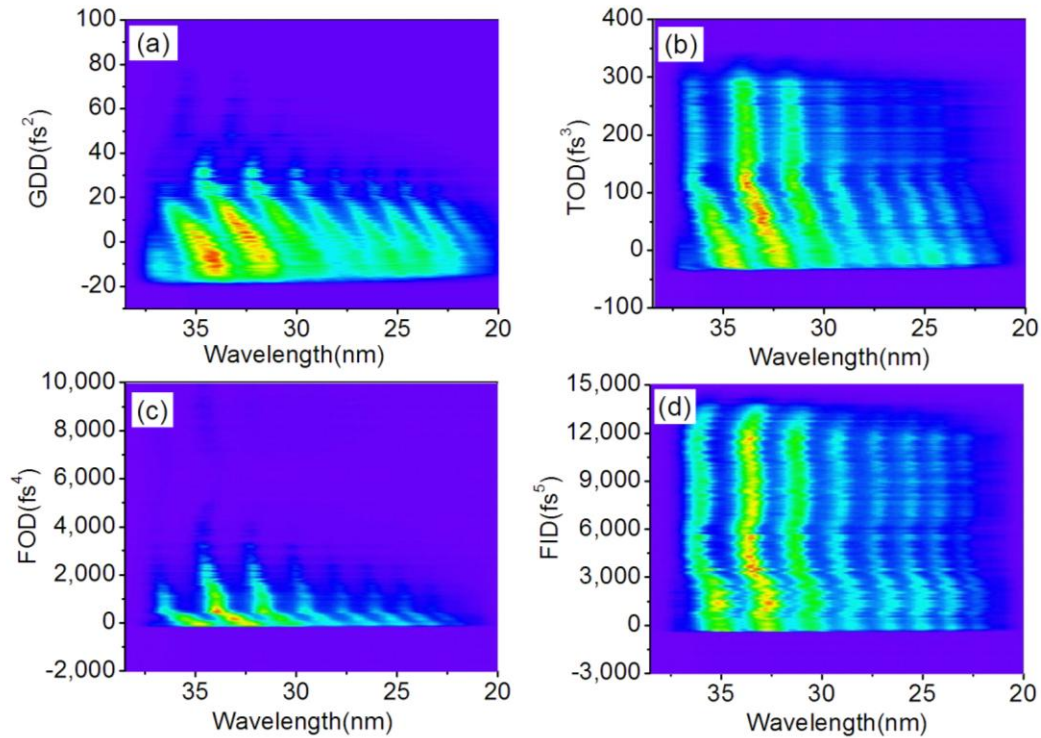 (a)
100
80
60
40
20
0
-20
GDD(fs²)
35 30 25 20
Wavelength(nm)
(b)
400
300
200
100
0
-100
TOD(fs³)
35 30 25 20
Wavelength(nm)
(c)
10,000
8,000
6,000
4,000
2,000
0
-2,000
FOD(fs⁴)
35 30 25 20
Wavelength(nm)
(d)
15,000
12,000
9,000
6,000
3,000
0
-3,000
FID(fs⁵)
35 30 25 20
Wavelength(nm)